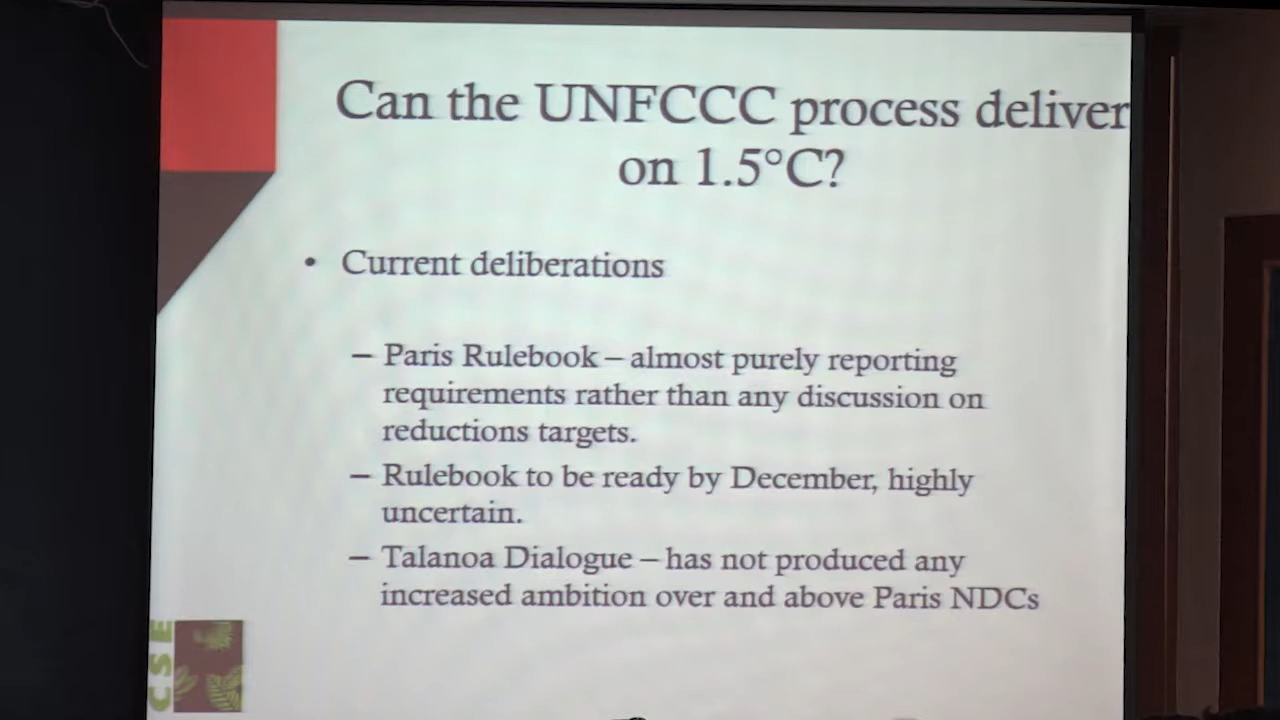 Can the UNFCCC process deliver
on 1.5°C?
• Current deliberations
– Paris Rulebook – almost purely reporting
requirements rather than any discussion on
reductions targets.
– Rulebook to be ready by December, highly
uncertain.
– Talanoa Dialogue – has not produced any
increased ambition over and above Paris NDCs
CSE